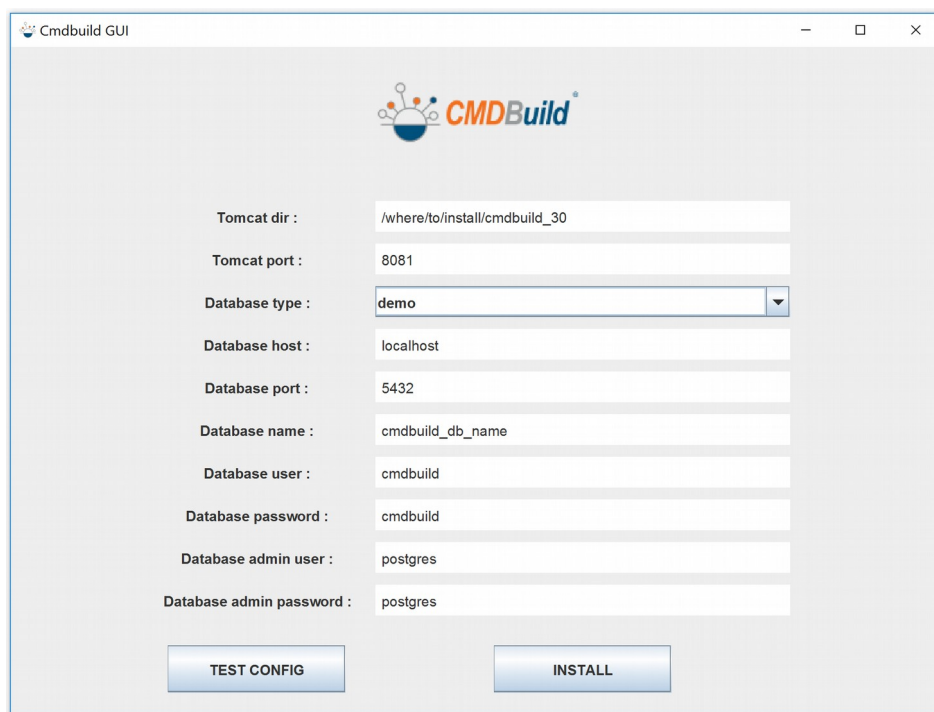 Cmdbuild GUI
CMDBuild
Tomcat dir : /where/to/install/cmdbuild_30
Tomcat port : 8081
Database type : demo
Database host : localhost
Database port : 5432
Database name : cmdbuild_db_name
Database user : cmdbuild
Database password : cmdbuild
Database admin user : postgres
Database admin password : postgres
TEST CONFIG INSTALL